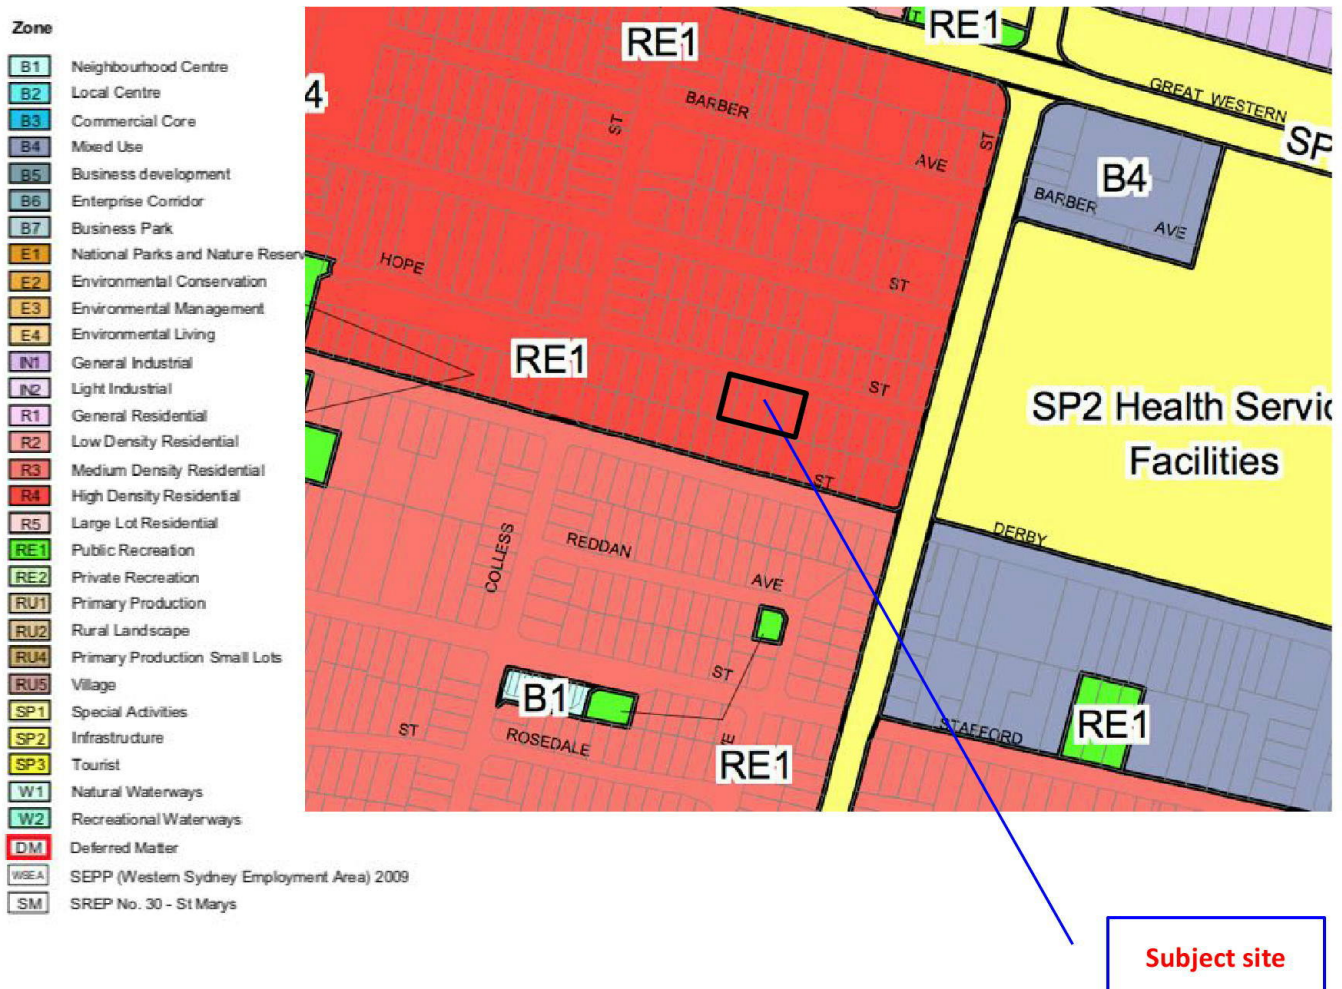 Zone
B1 Neighbourhood Centre
B2 Local Centre
B3 Commercial Core
B4 Mixed Use
B5 Business development
B6 Enterprise Corridor
B7 Business Park
E1 National Parks and Nature Reserv
E2 Environmental Conservation
E3 Environmental Management
E4 Environmental Living
IN1 General Industrial
IN2 Light Industrial
R1 General Residential
R2 Low Density Residential
R3 Medium Density Residential
R4 High Density Residential
R5 Large Lot Residential
RE1 Public Recreation
RE2 Private Recreation
RU1 Primary Production
RU2 Rural Landscape
RU4 Primary Production Small Lots
RU5 Village
SP1 Special Activities
SP2 Infrastructure
SP3 Tourist
W1 Natural Waterways
W2 Recreational Waterways
DM Deferred Matter
WSEA SEPP (Western Sydney Employment Area) 2009
SM SREP No. 30 - St Marys
T
RE1
RE1
4
GREAT WESTERN
BARBER
ST
ST
SP
AVE
B4
BARBER
AVE
HOPE
ST
RE1
ST
SP2 Health Servic
Facilities
ST
DERBY
COLLESS
REDDAN
AVE
ST
B1
ST
ROSEDALE
E
RE1
STAFFORD
RE1
Subject site